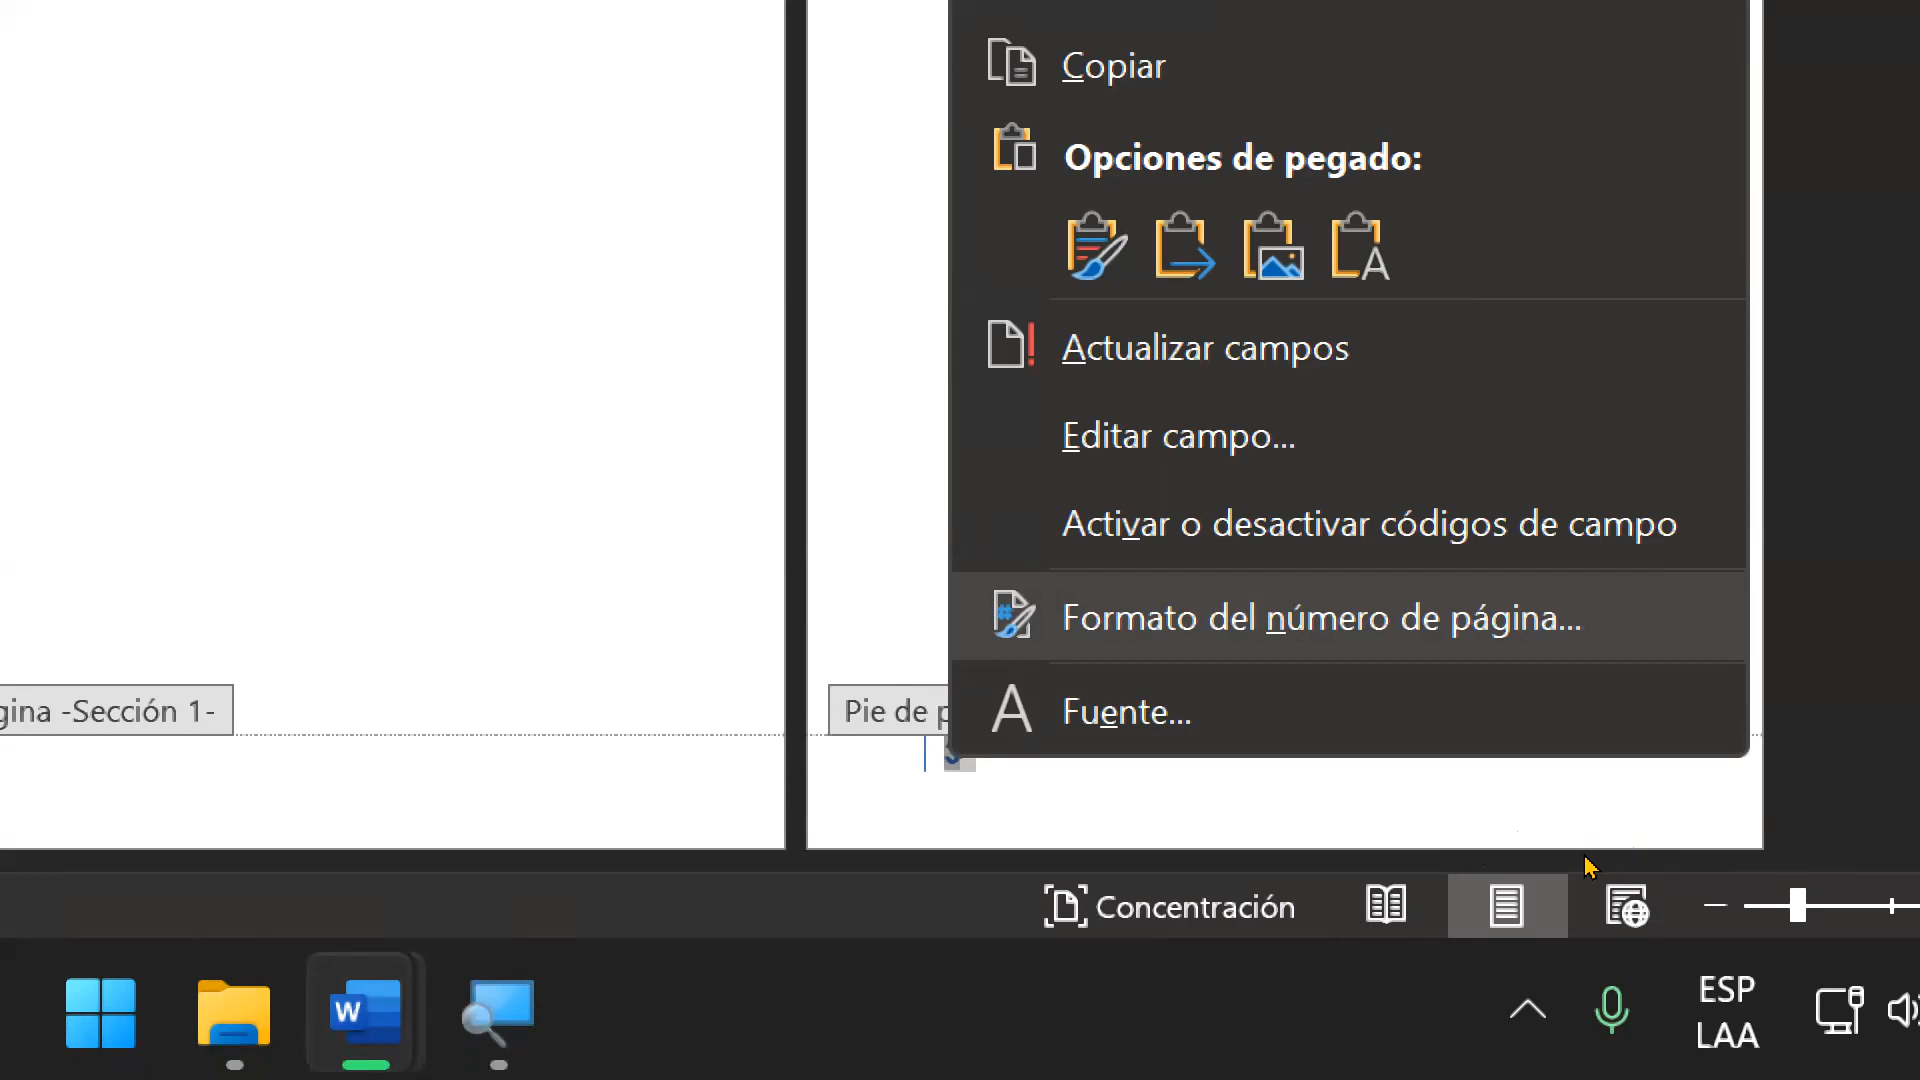 Copiar
Opciones de pegado:
Actualizar campos
Editar campo...
Activar o desactivar códigos de campo
Formato del número de página...
-Sección 1-
Pie de
Fuente...
Concentración
W
ESP
LAA